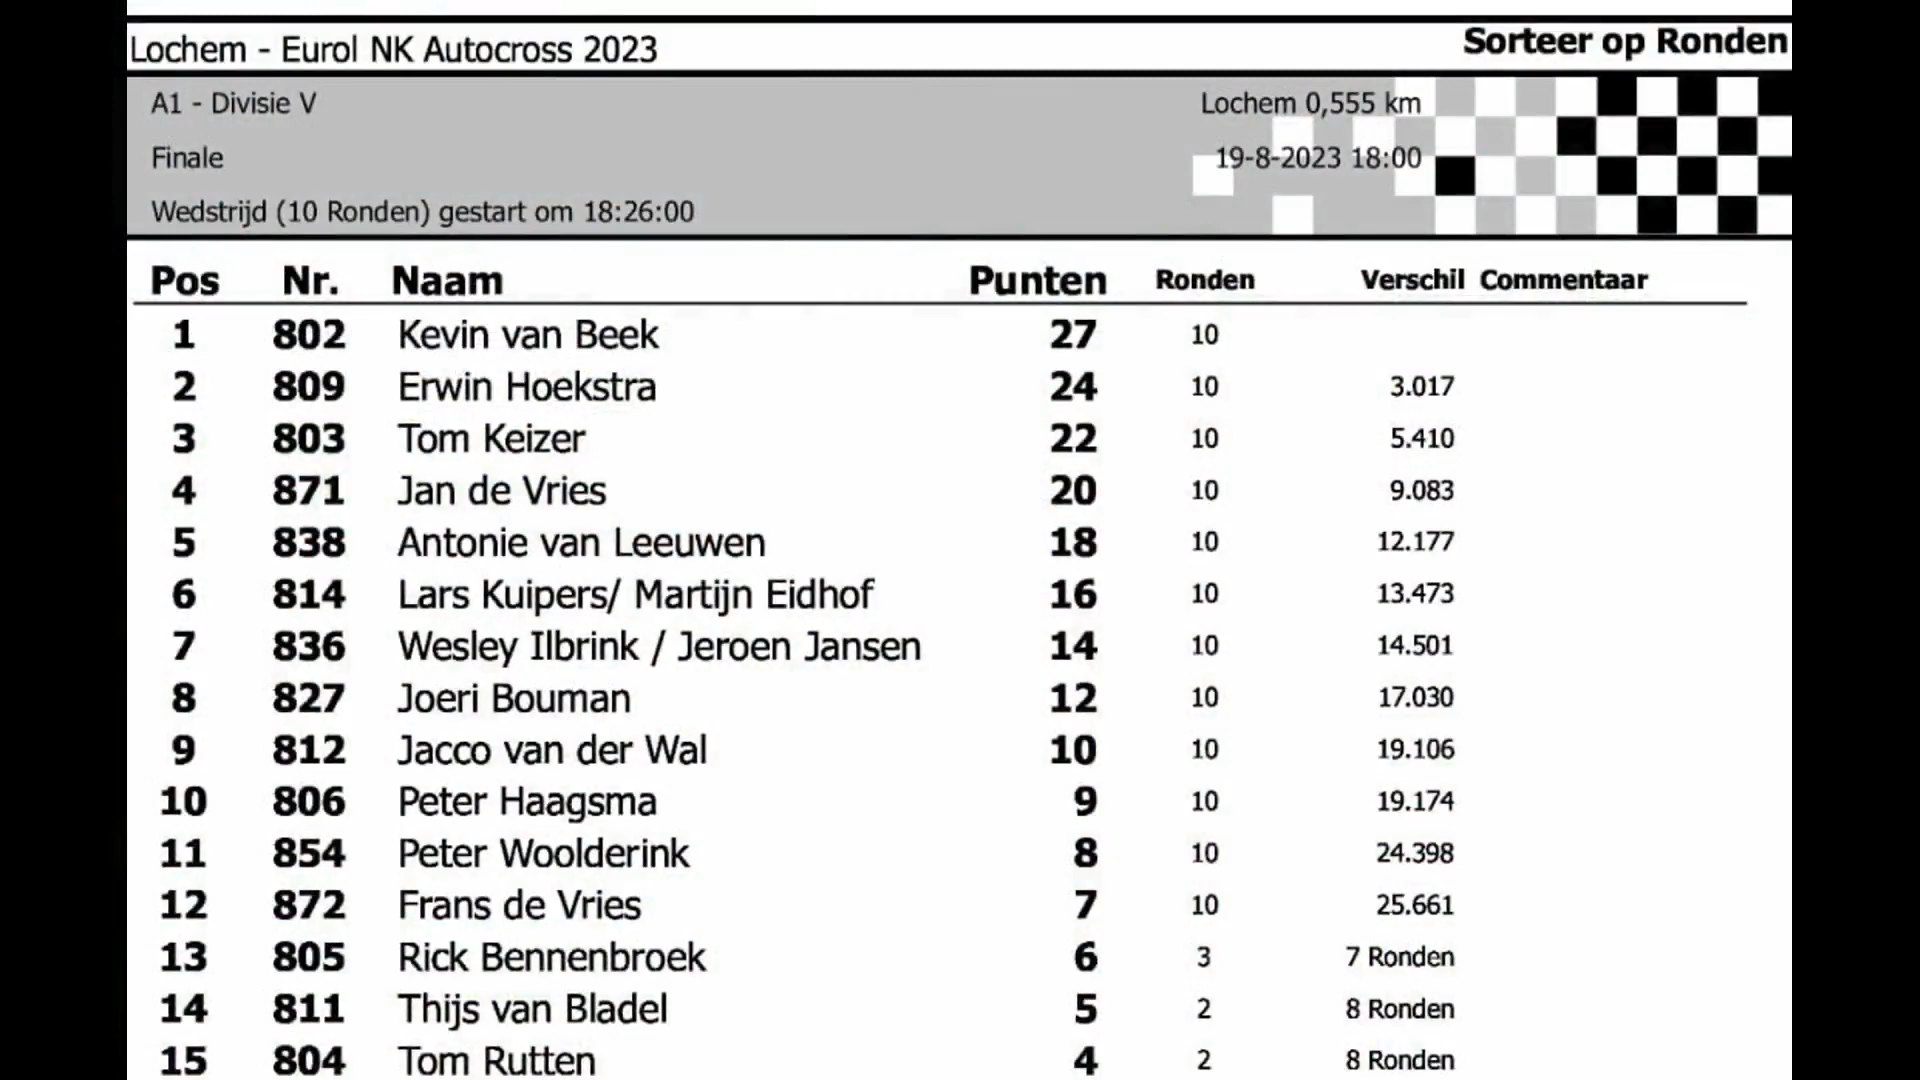 Lochem - Eurol NK Autocross 2023 Sorteer op Ronden
A1 - Divisie V Lochem 0,555 km
Finale 19-8-2023 18:00
Wedstrijd (10 Ronden) gestart om 18:26:00
Pos Nr. Naam Punten Ronden Verschil Commentaar
1 802 Kevin van Beek 27 10
2 809 Erwin Hoekstra 24 10 3.017
3 803 Tom Keizer 22 10 5.410
4 871 Jan de Vries 20 10 9.083
5 838 Antonie van Leeuwen 18 10 12.177
6 814 Lars Kuipers/ Martijn Eidhof 16 10 13.473
7 836 Wesley Ilbrink / Jeroen Jansen 14 10 14.501
8 827 Joeri Bouman 12 10 17.030
9 812 Jacco van der Wal 10 10 19.106
10 806 Peter Haagsma 9 10 19.174
11 854 Peter Woolderink 8 10 24.398
12 872 Frans de Vries 7 10 25.661
13 805 Rick Bennenbroek 6 3 7 Ronden
14 811 Thijs van Bladel 5 2 8 Ronden
15 804 Tom Rutten 4 2 8 Ronden